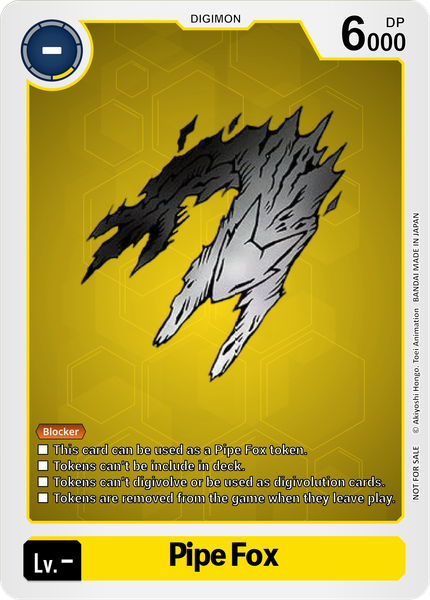 DIGIMON
-
DP
6000
Blocker
■ This card can be used as a Pipe Fox token.
■ Tokens can't be include in deck.
■ Tokens can't digivolve or be used as digivolution cards.
■ Tokens are removed from the game when they leave play.
NOT FOR SALE © Akiyoshi Hongo. Toei Animation BANDAI MADE IN JAPAN
Lv.-
Pipe Fox